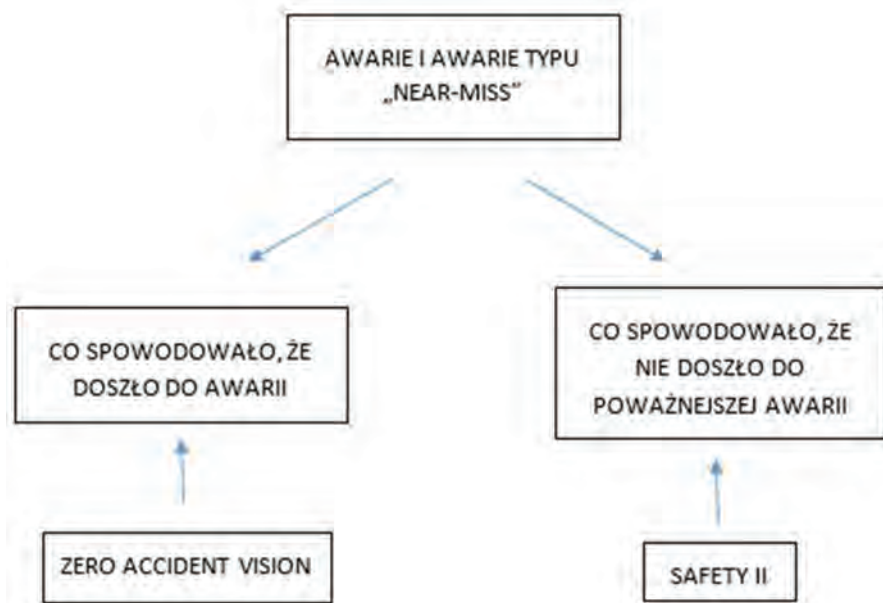 AWARIE I AWARIE TYPU
„NEAR-MISS”
CO SPOWODOWAŁO, ŻE
DOSZŁO DO AWARII
CO SPOWODOWAŁO, ŻE
NIE DOSZŁO DO
POWAŻNEJSZEJ AWARII
ZERO ACCIDENT VISION
SAFETY II